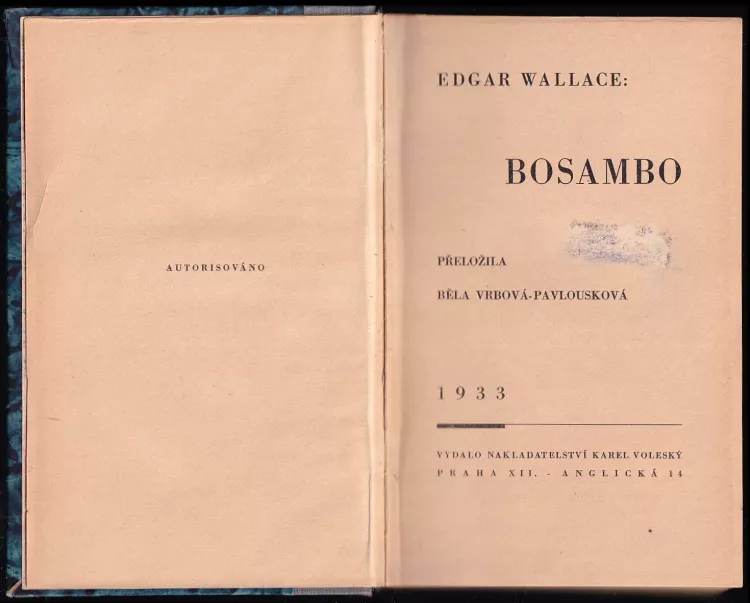 AUTORISOVÁNO
EDGAR WALLACE:
BOSAMBO
PŘELOŽILA
BĚLA VRBOVÁ-PAVLOUSKOVÁ
1933
VYDALO NAKLADATELSTVÍ KAREL VOLESKÝ
PRAHA XII. - ANGLICKÁ 14